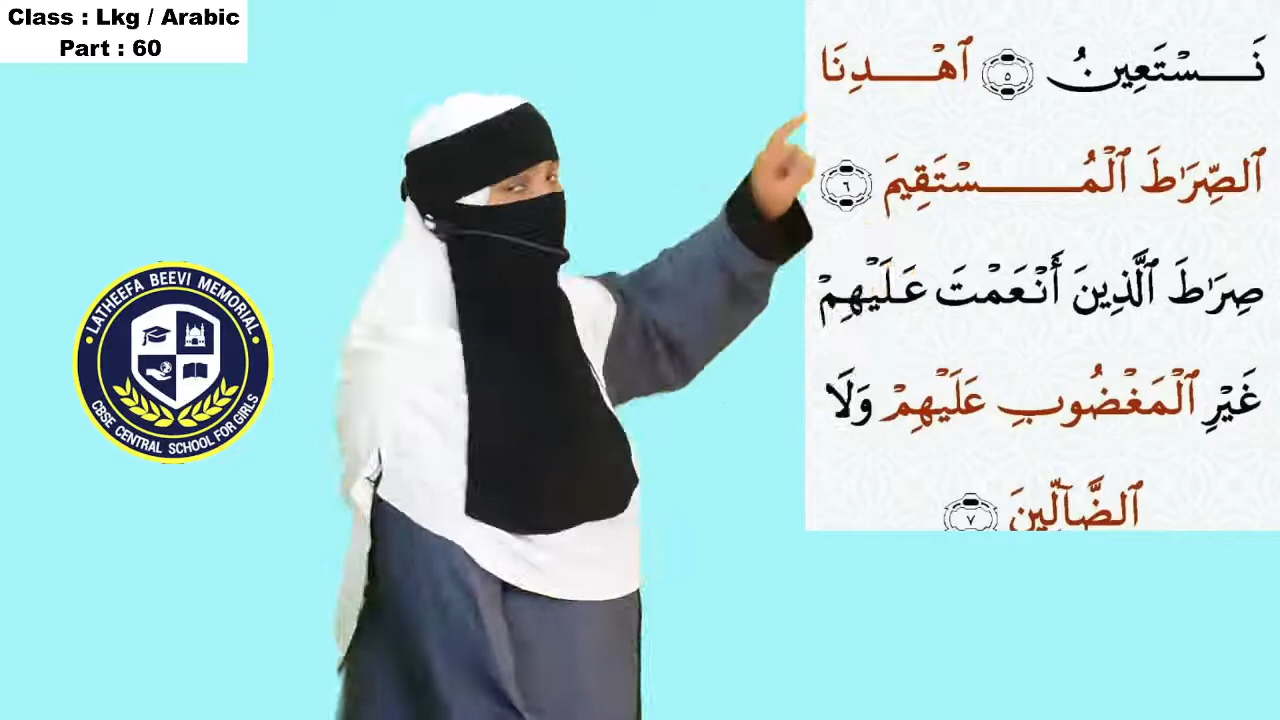 Class : Lkg / Arabic
Part : 60
نَسْتَعِينُ ٥ ٱهْدِنَا
ٱلصِّرَٰطَ ٱلْمُسْتَقِيمَ ٦
صِرَٰطَ ٱلَّذِينَ أَنْعَمْتَ عَلَيْهِمْ
غَيْرِ ٱلْمَغْضُوبِ عَلَيْهِمْ وَلَا
ٱلضَّآلِّينَ ٧
LATHEEFA BEEVI MEMORIAL
CBSE CENTRAL SCHOOL FOR GIRLS